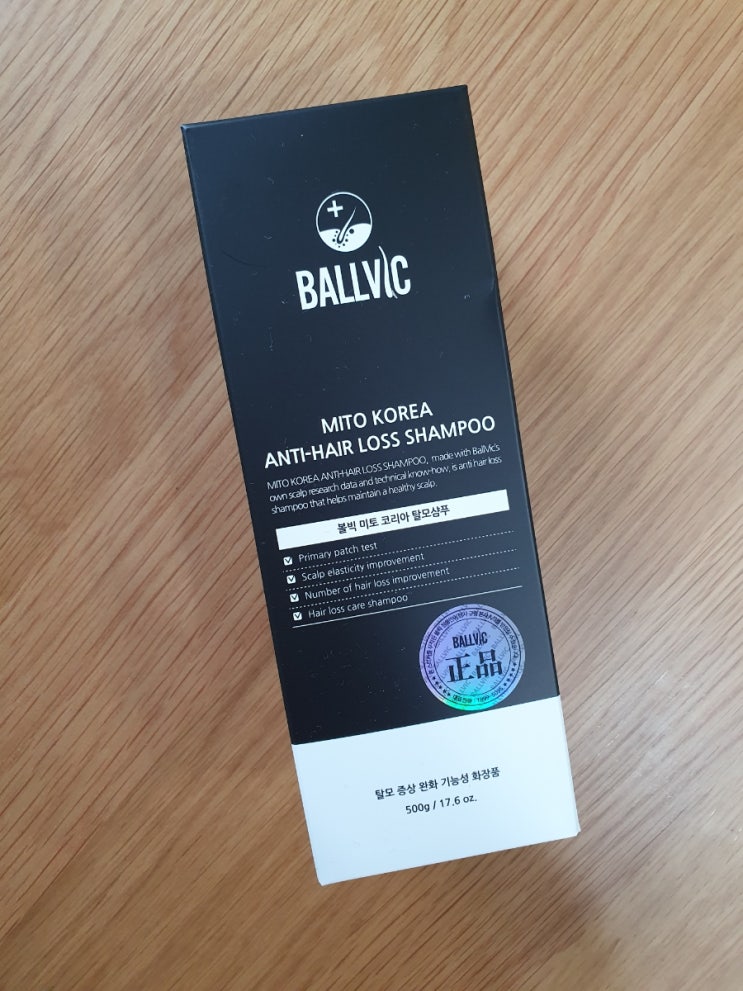 BALLVIC
MITO KOREA
ANTI-HAIR LOSS SHAMPOO
MITO KOREA ANTI-HAIR LOSS SHAMPOO, made with BallVic's
own scalp research data and technical know-how, is anti hair loss
shampoo that helps maintain a healthy scalp.
볼빅 미토 코리아 탈모샴푸
Primary patch test
Scalp elasticity improvement
Number of hair loss improvement
Hair loss care shampoo
BALLVIC
正品
탈모 증상 완화 기능성 화장품
500g / 17.6 oz.